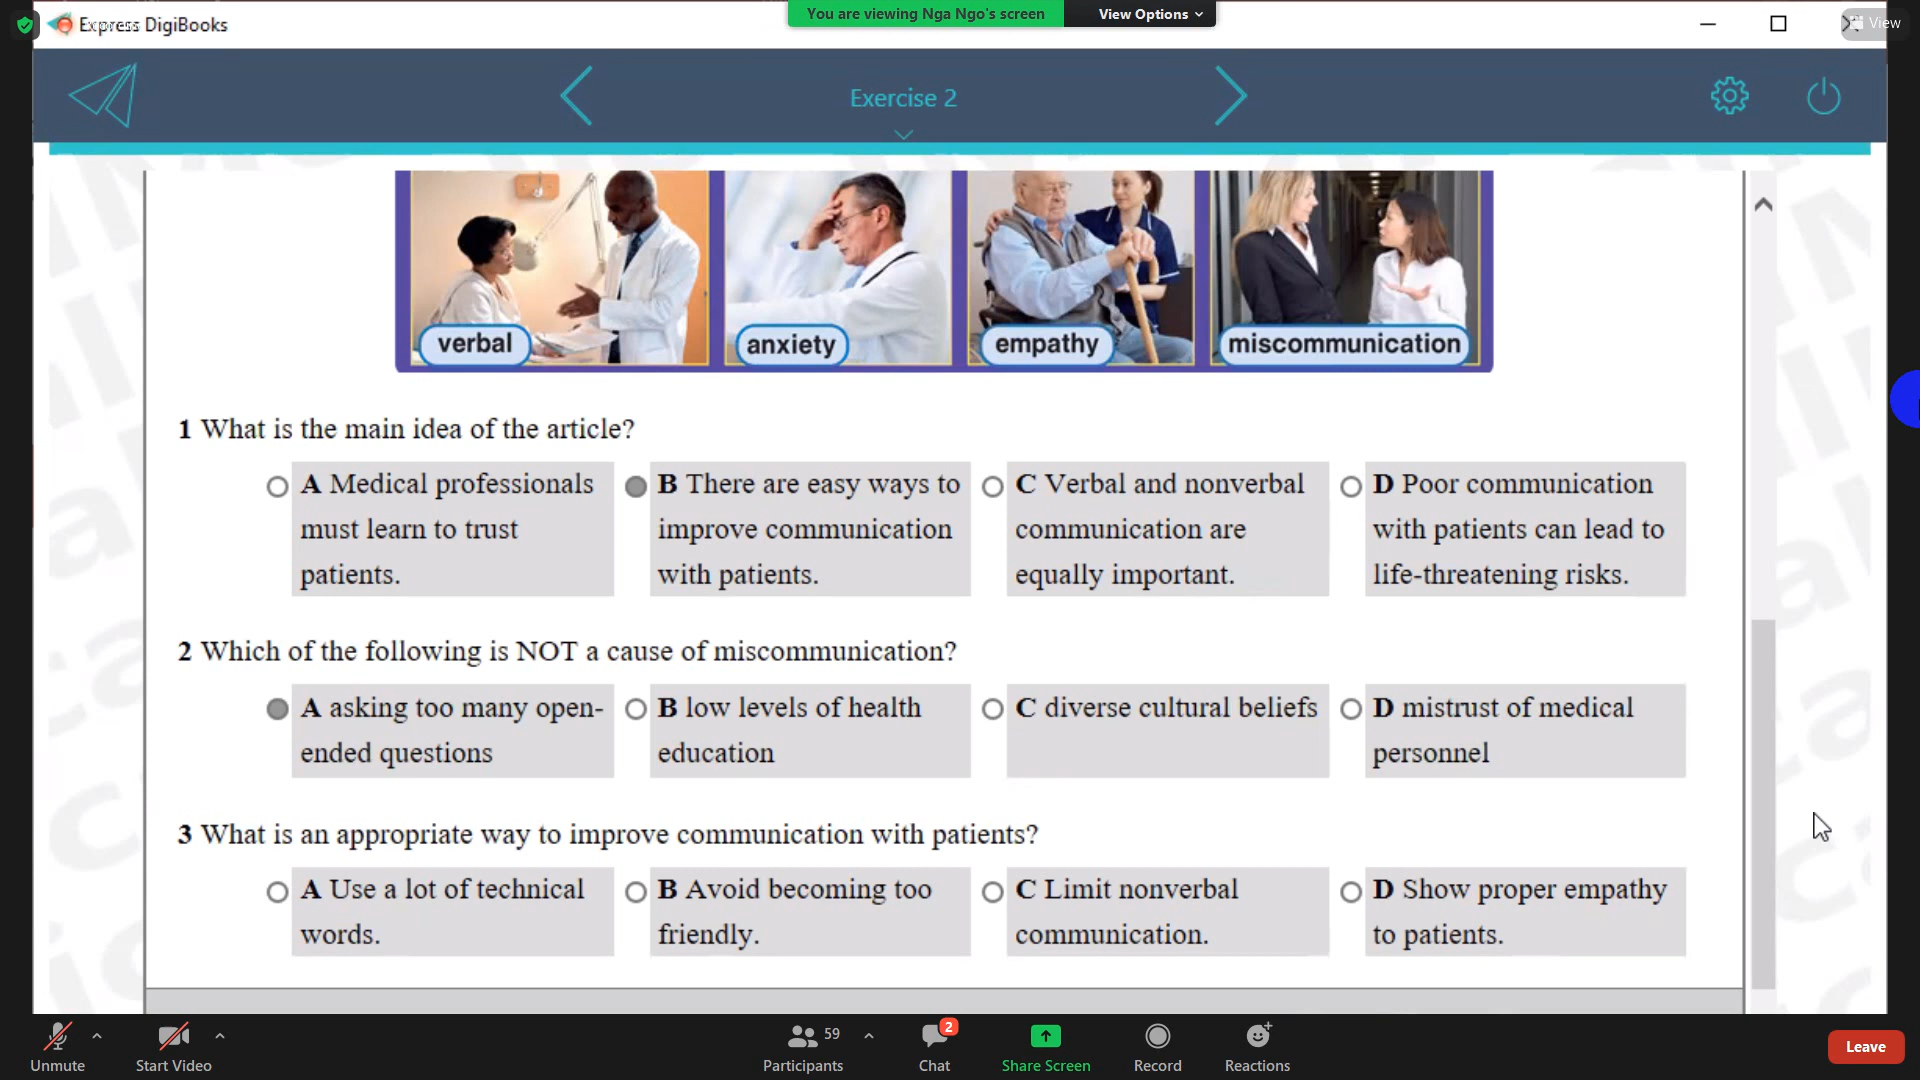 Express DigiBooks
You are viewing Nga Ngo's screen
View Options
View
Exercise 2
verbal
anxiety
empathy
miscommunication
1 What is the main idea of the article?
A Medical professionals
must learn to trust
patients.
B There are easy ways to
improve communication
with patients.
C Verbal and nonverbal
communication are
equally important.
D Poor communication
with patients can lead to
life-threatening risks.
2 Which of the following is NOT a cause of miscommunication?
A asking too many open-
ended questions
B low levels of health
education
C diverse cultural beliefs
D mistrust of medical
personnel
3 What is an appropriate way to improve communication with patients?
A Use a lot of technical
words.
B Avoid becoming too
friendly.
C Limit nonverbal
communication.
D Show proper empathy
to patients.
Unmute
Start Video
59
Participants
2
Chat
Share Screen
Record
Reactions
Leave